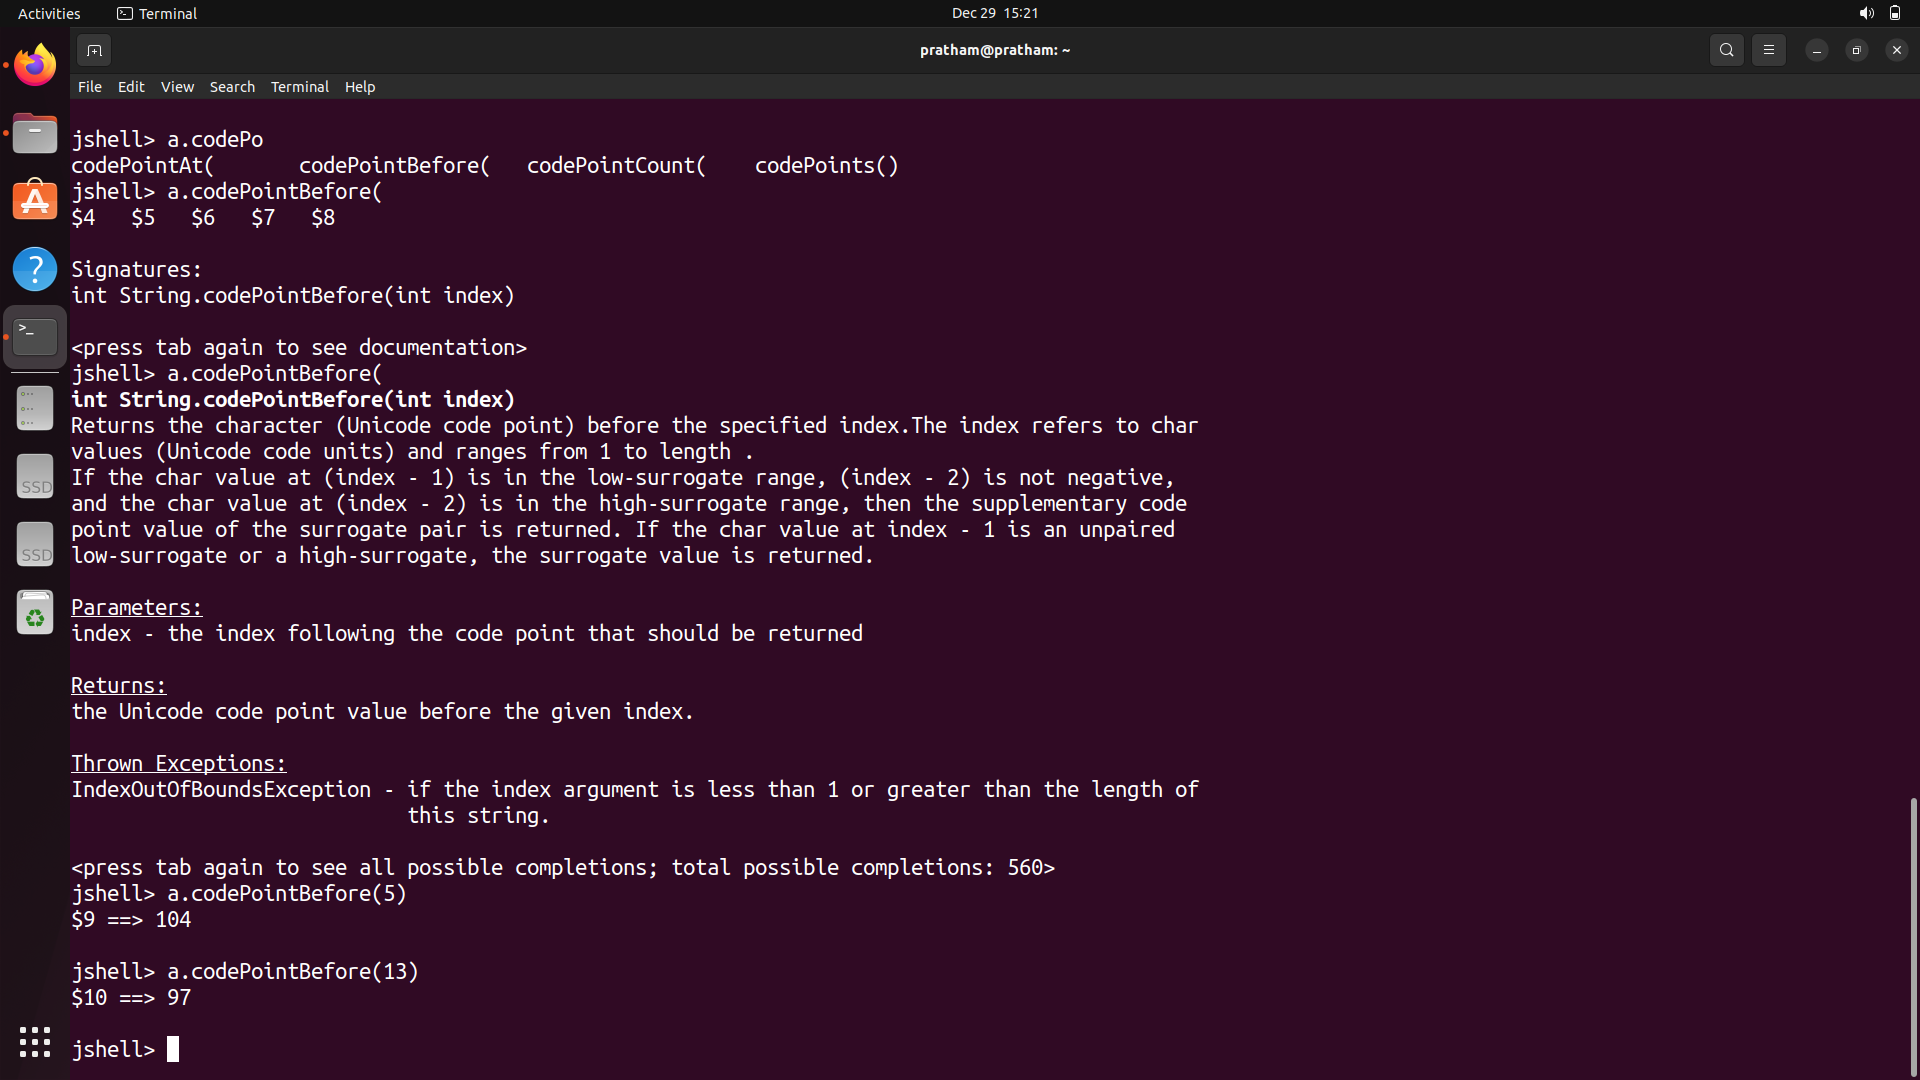 Activities Terminal Dec 29 15:21
pratham@pratham: ~
File Edit View Search Terminal Help
jshell> a.codePo
codePointAt( codePointBefore( codePointCount( codePoints()
jshell> a.codePointBefore(
$4 $5 $6 $7 $8
Signatures:
int String.codePointBefore(int index)
<press tab again to see documentation>
jshell> a.codePointBefore(
int String.codePointBefore(int index)
Returns the character (Unicode code point) before the specified index.The index refers to char
values (Unicode code units) and ranges from 1 to length .
If the char value at (index - 1) is in the low-surrogate range, (index - 2) is not negative,
and the char value at (index - 2) is in the high-surrogate range, then the supplementary code
point value of the surrogate pair is returned. If the char value at index - 1 is an unpaired
low-surrogate or a high-surrogate, the surrogate value is returned.
Parameters:
index - the index following the code point that should be returned
Returns:
the Unicode code point value before the given index.
Thrown Exceptions:
IndexOutOfBoundsException - if the index argument is less than 1 or greater than the length of
this string.
<press tab again to see all possible completions; total possible completions: 560>
jshell> a.codePointBefore(5)
$9 ==> 104
jshell> a.codePointBefore(13)
$10 ==> 97
jshell>
SSD
SSD